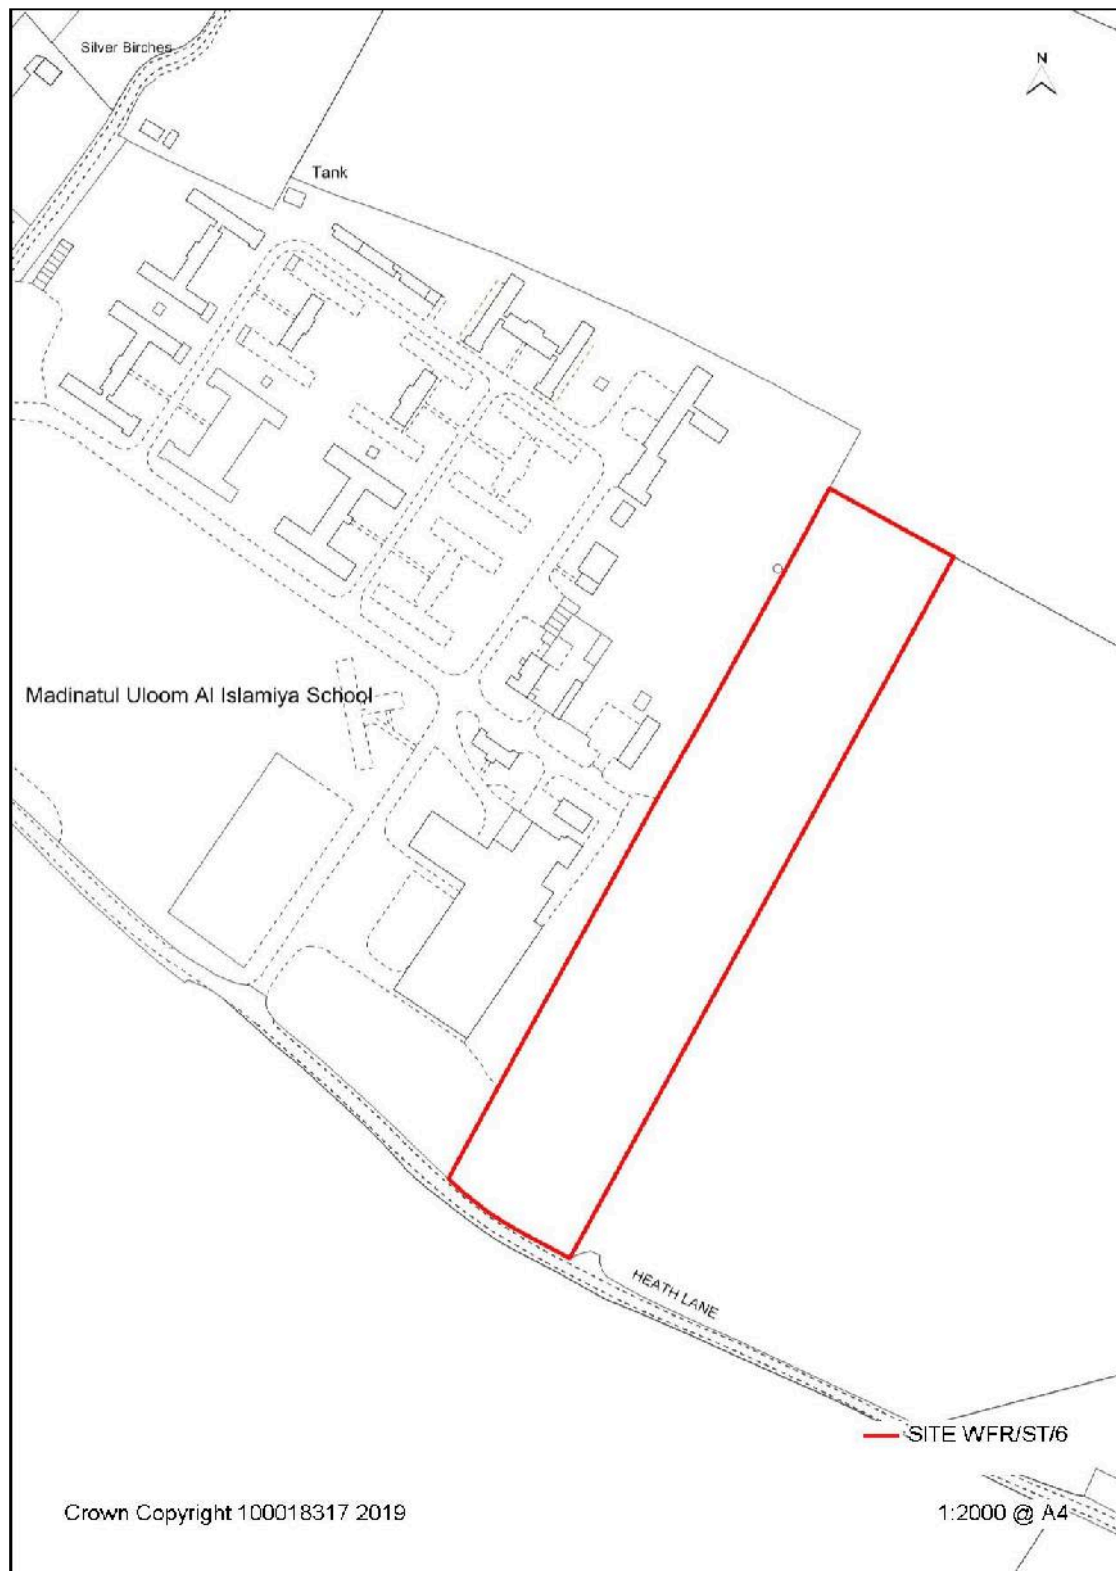 Silver Birches
N
Tank
Madinatul Uloom Al Islamiya School
HEATH LANE
SITE WFR/ST/6
Crown Copyright 100018317 2019
1:2000 @ A4